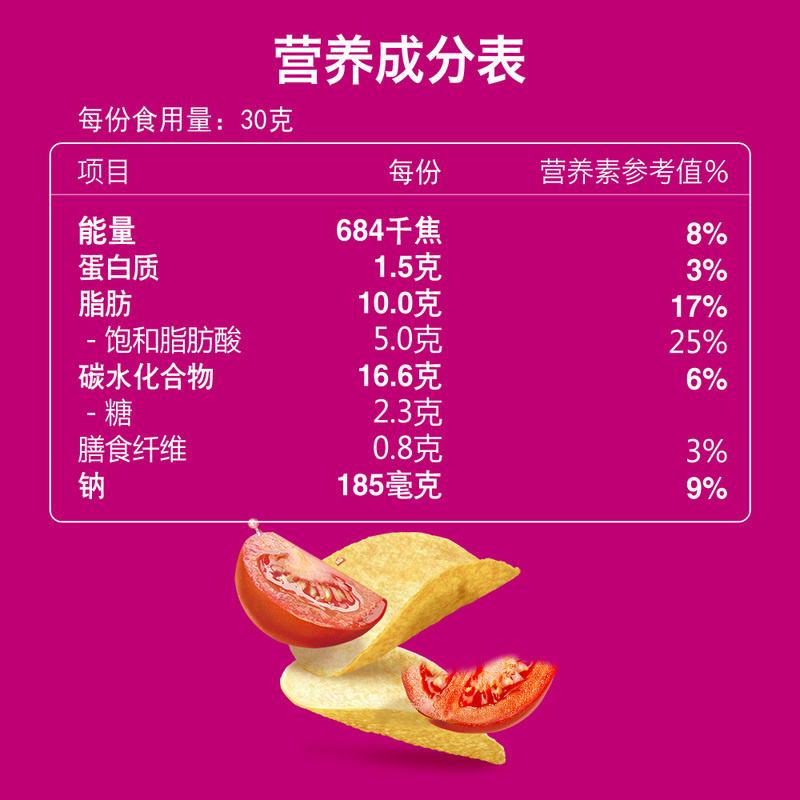 营养成分表
每份食用量：30克
项目 每份 营养素参考值%
能量 684千焦 8%
蛋白质 1.5克 3%
脂肪 10.0克 17%
- 饱和脂肪酸 5.0克 25%
碳水化合物 16.6克 6%
- 糖 2.3克
膳食纤维 0.8克 3%
钠 185毫克 9%